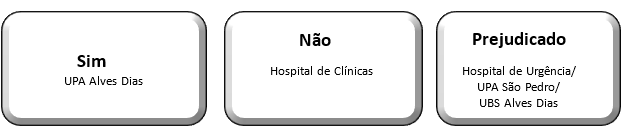 Sim
UPA Alves Dias
Não
Hospital de Clínicas
Prejudicado
Hospital de Urgência/
UPA São Pedro/
UBS Alves Dias